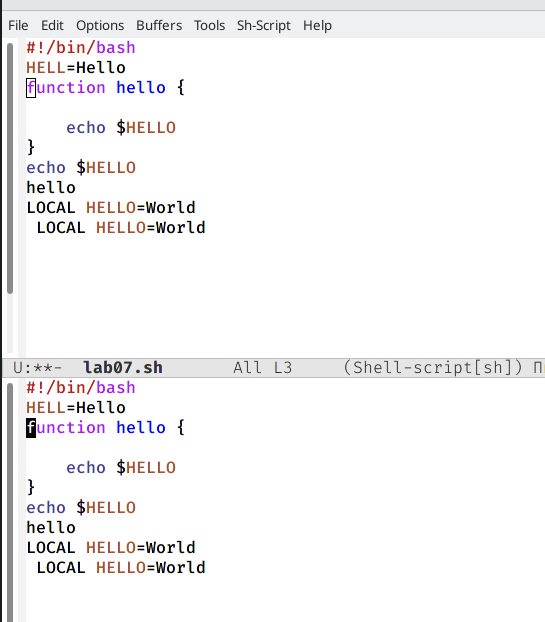 File Edit Options Buffers Tools Sh-Script Help
#!/bin/bash
HELL=Hello
function hello {
echo $HELLO
}
echo $HELLO
hello
LOCAL HELLO=World
LOCAL HELLO=World
U:**- lab07.sh All L3 (Shell-script[sh])
#!/bin/bash
HELL=Hello
function hello {
echo $HELLO
}
echo $HELLO
hello
LOCAL HELLO=World
LOCAL HELLO=World